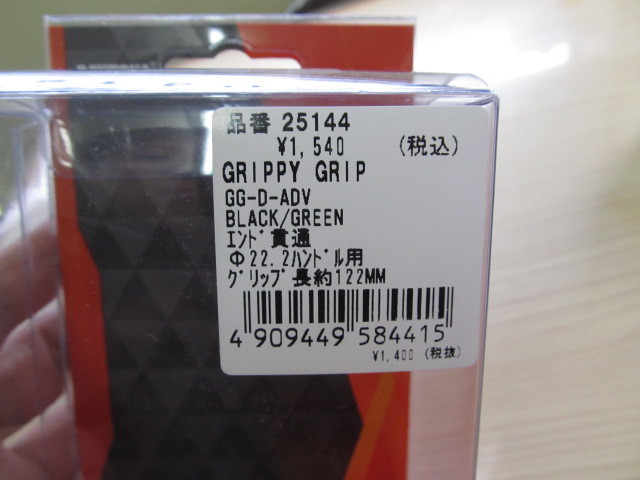 品番 25144
¥1,540 (税込)
GRIPPY GRIP
GG-D-ADV
BLACK/GREEN
ｴﾝﾄﾞ貫通
Φ22.2ﾊﾝﾄﾞﾙ用
ｸﾞﾘｯﾌﾟ長約122MM
4 909449 584415
¥1,400 (税抜)